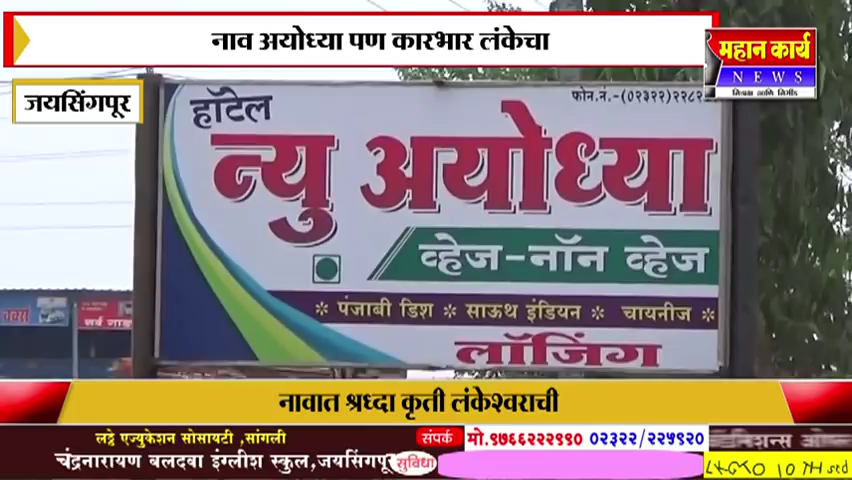 नाव अयोध्या पण कारभार लंकेचा
महान कार्य
NEWS
जयसिंगपूर
फोन.नं.-(०२३२२)२२८२
हॉटेल
न्यु अयोध्या
व्हेज-नॉन व्हेज
* पंजाबी डिश * साऊथ इंडियन * चायनीज *
लॉजिंग
नावात श्रध्दा कृती लंकेश्वराची
लठ्ठे एज्युकेशन सोसायटी ,सांगली
चंद्रनारायण बलदवा इंग्लीश स्कुल,जयसिंगपूर
संपर्क मो.९७६६२२२९९० ०२३२२/२२५९२०
सुविधा